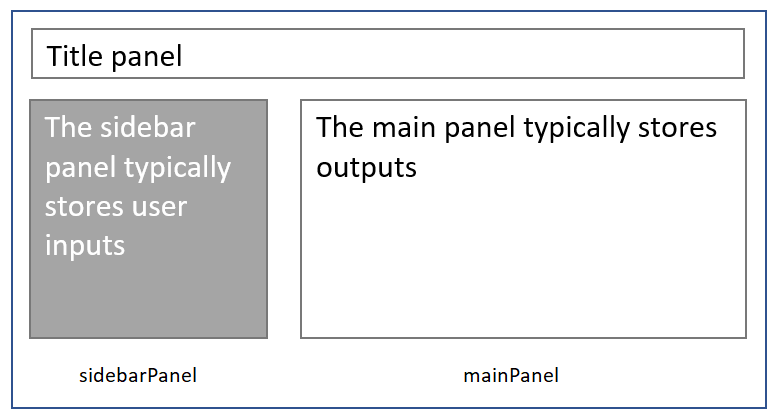 Title panel
The sidebar
panel typically
stores user
inputs
The main panel typically stores
outputs
sidebarPanel
mainPanel